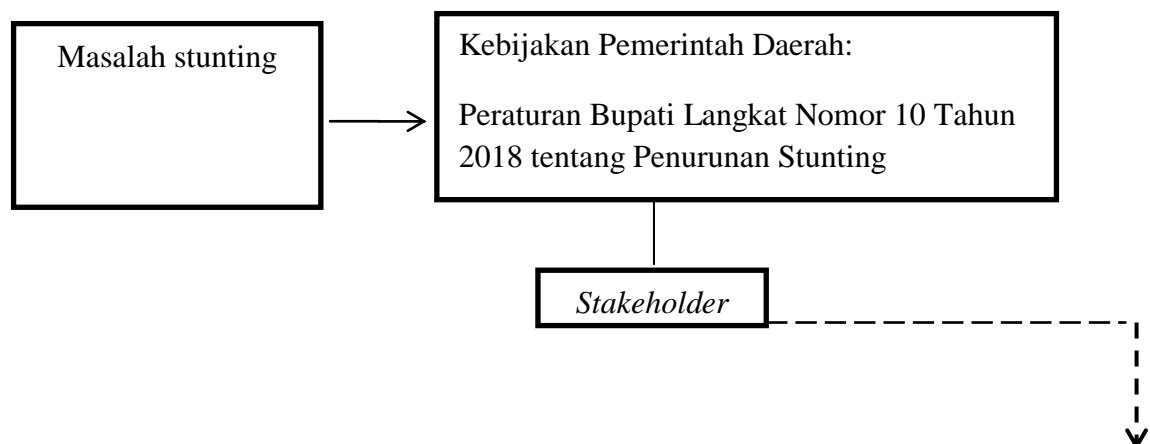 Masalah stunting
Kebijakan Pemerintah Daerah:
Peraturan Bupati Langkat Nomor 10 Tahun
2018 tentang Penurunan Stunting
Stakeholder